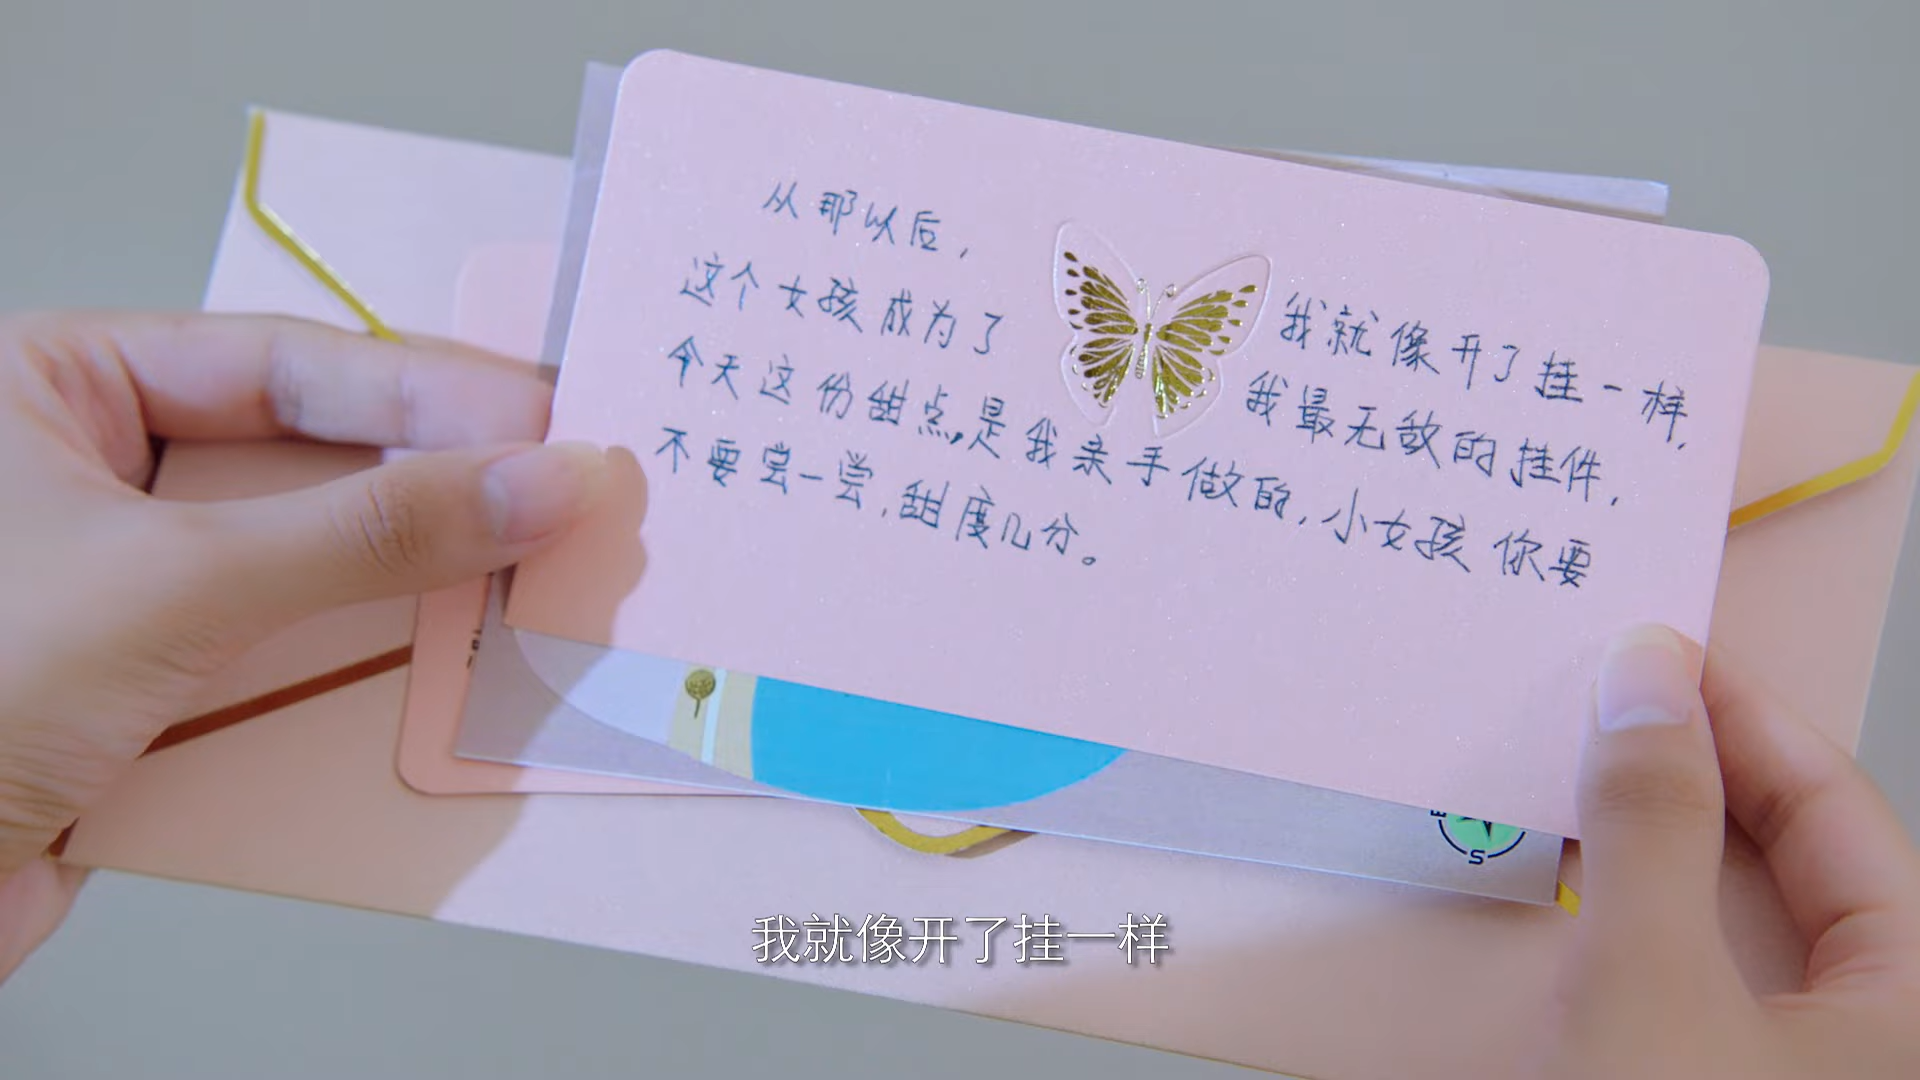 从那以后，我就像开了挂一样，
这个女孩成为了我最无敌的挂件，
今天这份甜点，是我亲手做的，小女孩你要
不要尝一尝，甜度几分。
S
我就像开了挂一样